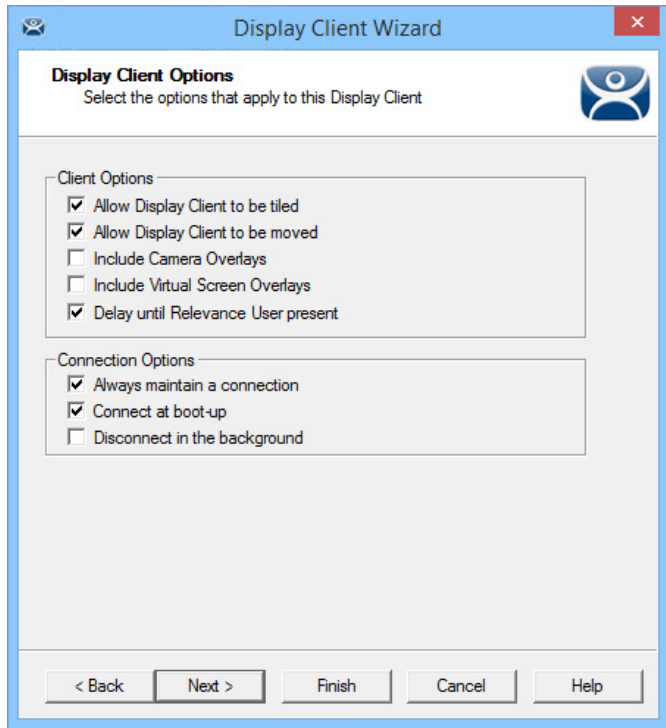 Display Client Wizard
Display Client Options
Select the options that apply to this Display Client
Client Options
Allow Display Client to be tiled
Allow Display Client to be moved
Include Camera Overlays
Include Virtual Screen Overlays
Delay until Relevance User present
Connection Options
Always maintain a connection
Connect at boot-up
Disconnect in the background
< Back Next > Finish Cancel Help